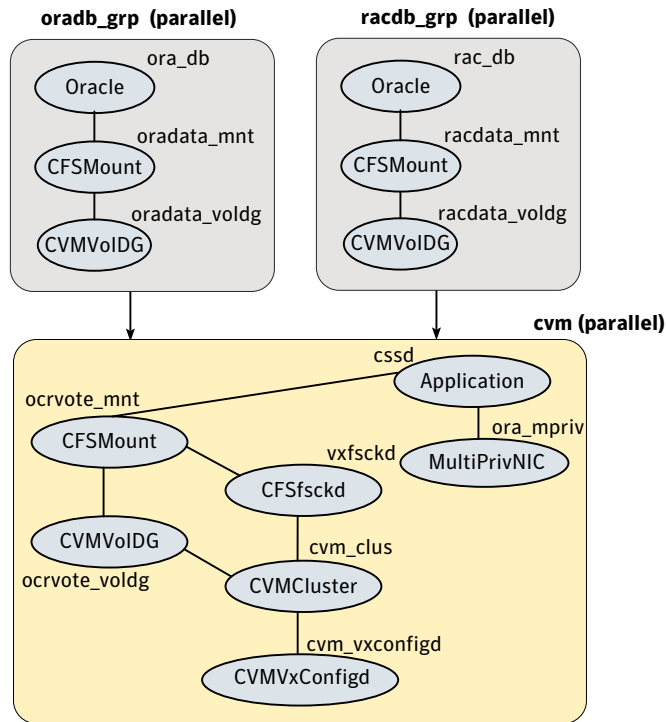 oradb_grp (parallel)
ora_db
Oracle
oradata_mnt
CFSMount
oradata_voldg
CVMVolDG
racdb_grp (parallel)
rac_db
Oracle
racdata_mnt
CFSMount
racdata_voldg
CVMVolDG
cvm (parallel)
cssd
Application
ocrvote_mnt
CFSMount
ora_mpriv
MultiPrivNIC
vxfsckd
CFSfsckd
CVMVolDG
ocrvote_voldg
cvm_clus
CVMCluster
cvm_vxconfigd
CVMVxConfigd